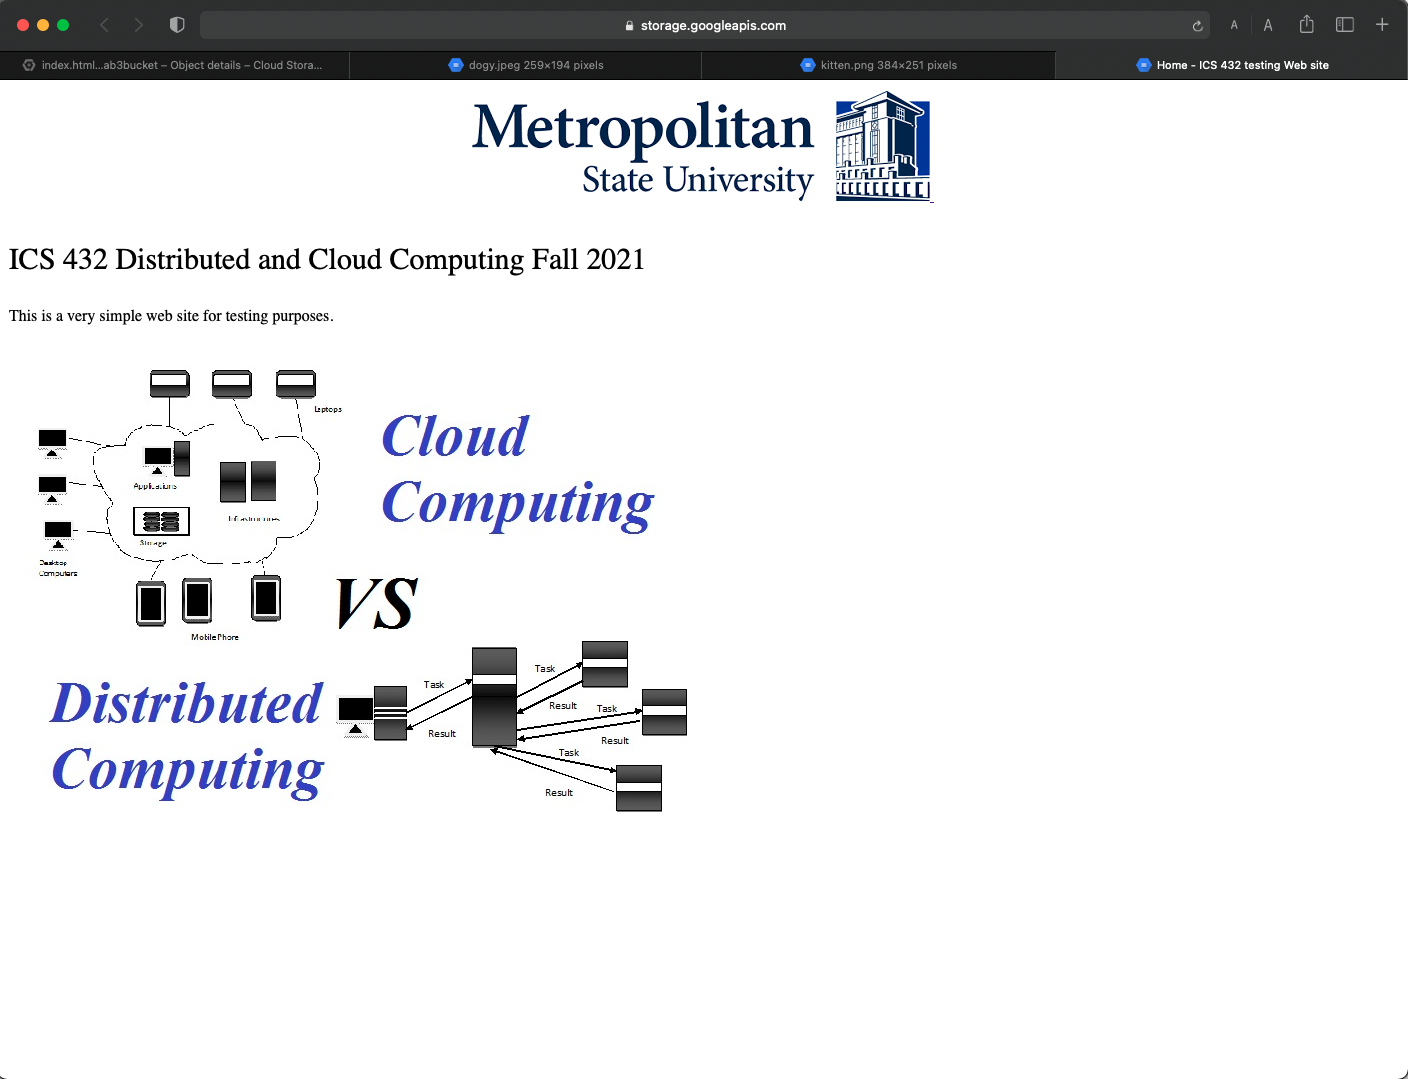 storage.googleapis.com
A
A
index.html...ab3bucket – Object details – Cloud Stora...
dogy.jpeg 259×194 pixels
kitten.png 384×251 pixels
Home - ICS 432 testing Web site
Metropolitan
State University
ICS 432 Distributed and Cloud Computing Fall 2021
This is a very simple web site for testing purposes.
Laptops
Cloud
Computing
Applications
Infrastructures
Storage
Desktop
Computers
Mobile Phone
VS
Distributed
Computing
Task
Result
Task
Result
Task
Result
Task
Result